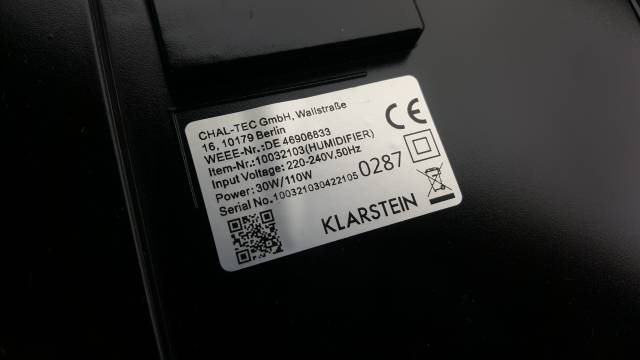 CHAL-TEC GmbH, Wallstraße
16, 10179 Berlin
WEEE-Nr.:DE 46906833
Item-Nr.:10032103(HUMIDIFIER)
Input Voltage: 220-240V,50Hz
Power: 30W/110W
Serial No.100321030422105 0287
CE
KLARSTEIN